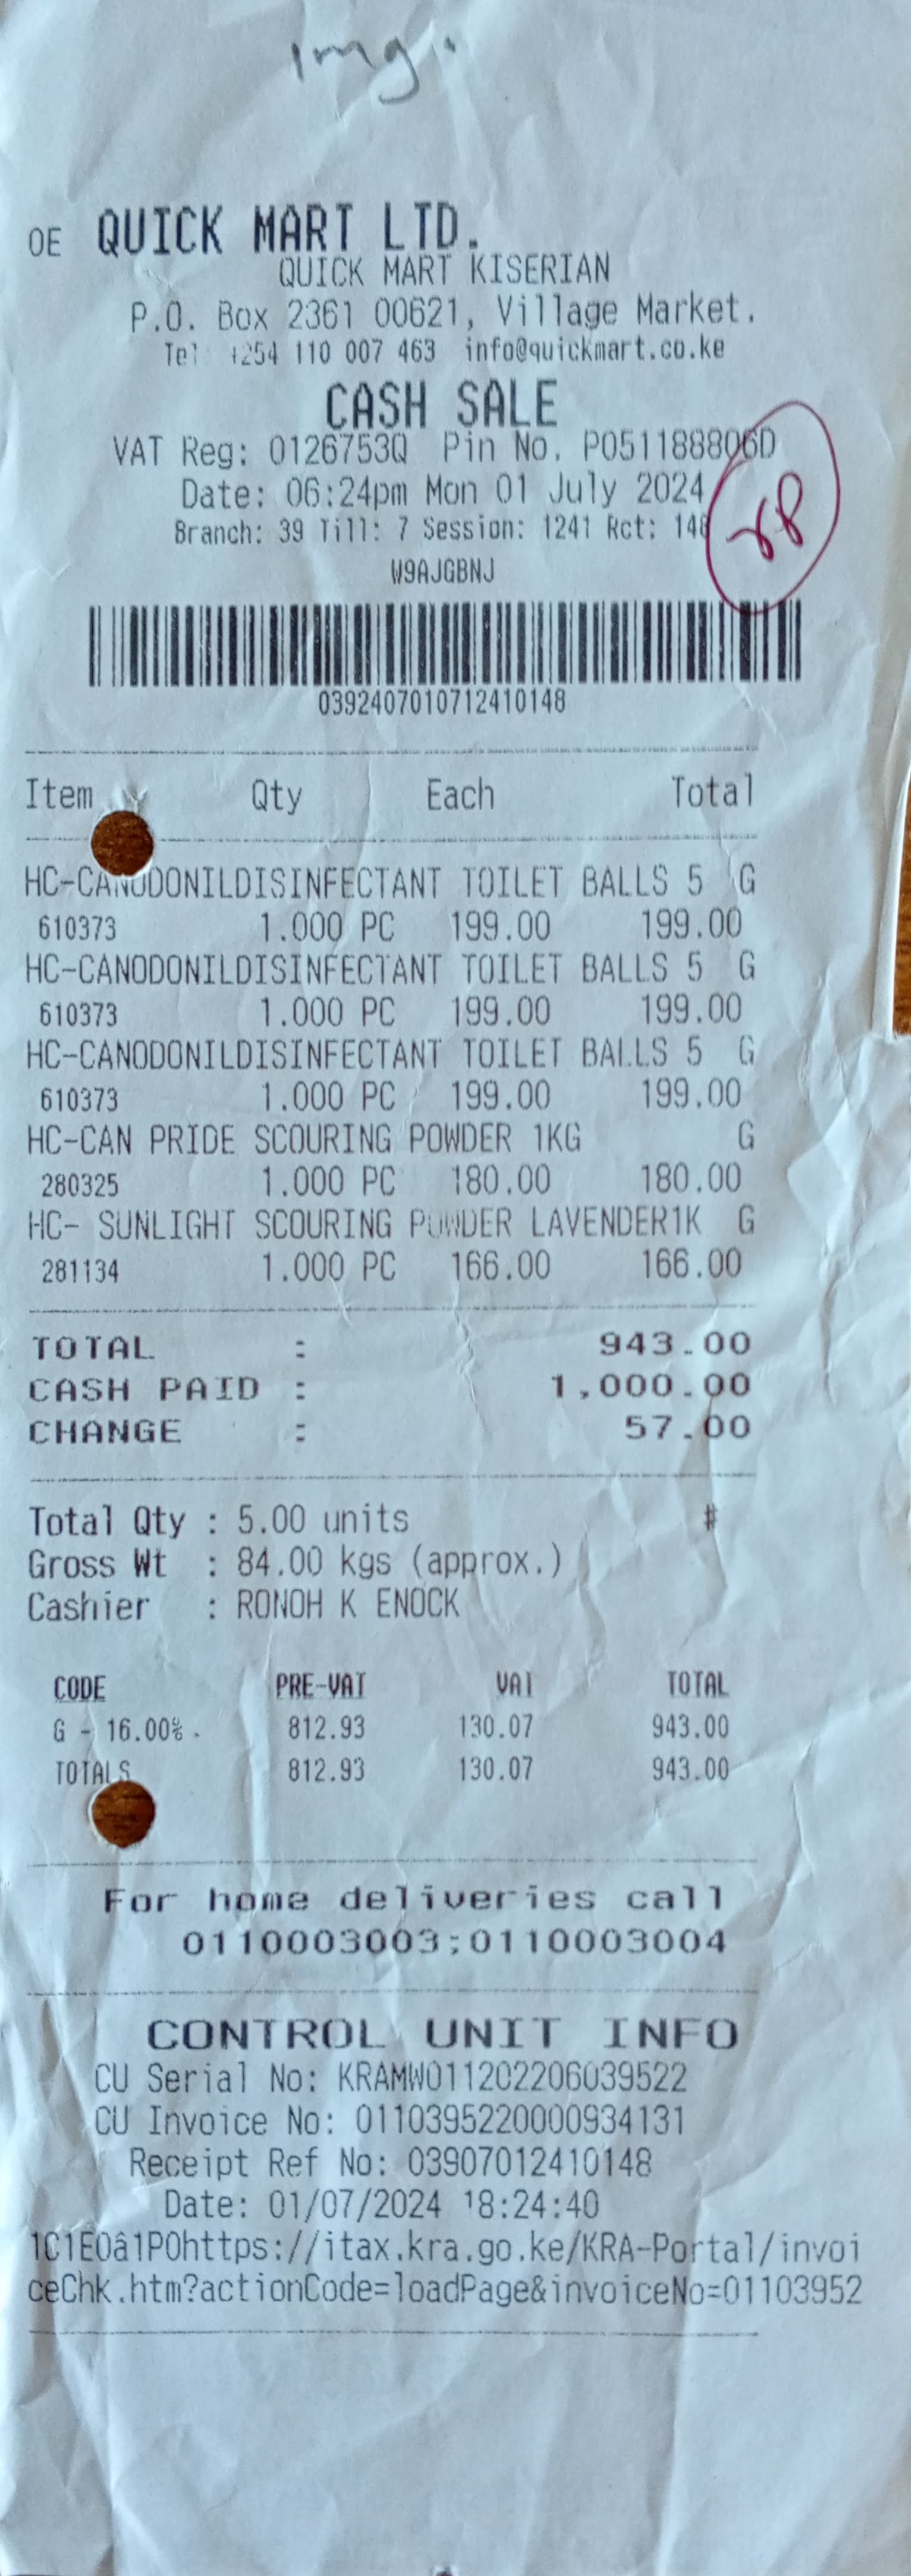 Img.
OE QUICK MART LTD.
QUICK MART KISERIAN
P.O. Box 2361 00621, Village Market.
Tel: +254 110 007 463 info@quickmart.co.ke
CASH SALE
VAT Reg: 0126753Q Pin No. P051188806D
Date: 06:24pm Mon 01 July 2024
Branch: 39 Till: 7 Session: 1241 Rct: 148
W9AJGBNJ
0392407010712410148
Item Qty Each Total
HC-CANODONILDISINFECTANT TOILET BALLS 5 G
610373 1.000 PC 199.00 199.00
HC-CANODONILDISINFECTANT TOILET BALLS 5 G
610373 1.000 PC 199.00 199.00
HC-CANODONILDISINFECTANT TOILET BALLS 5 G
610373 1.000 PC 199.00 199.00
HC-CAN PRIDE SCOURING POWDER 1KG G
280325 1.000 PC 180.00 180.00
HC- SUNLIGHT SCOURING POWDER LAVENDER1K G
281134 1.000 PC 166.00 166.00
TOTAL : 943.00
CASH PAID : 1,000.00
CHANGE : 57.00
Total Qty : 5.00 units #
Gross Wt : 84.00 kgs (approx.)
Cashier : RONOH K ENOCK
CODE PRE-VAT VAT TOTAL
G - 16.00% . 812.93 130.07 943.00
TOTALS 812.93 130.07 943.00
For home deliveries call
0110003003;0110003004
CONTROL UNIT INFO
CU Serial No: KRAMW011202206039522
CU Invoice No: 0110395220000934131
Receipt Ref No: 03907012410148
Date: 01/07/2024 18:24:40
1C1E0â1P0https://itax.kra.go.ke/KRA-Portal/invoi
ceChk.htm?actionCode=loadPage&invoiceNo=01103952